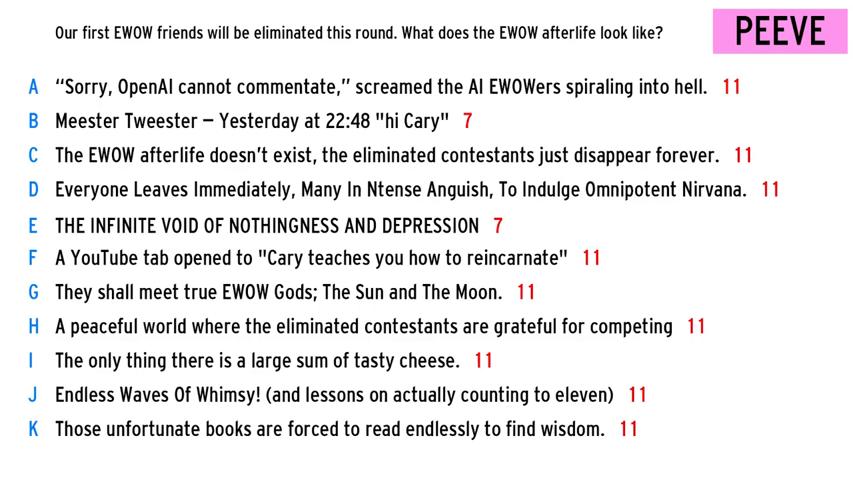 Our first EWOW friends will be eliminated this round. What does the EWOW afterlife look like?
PEEVE
A “Sorry, OpenAI cannot commentate,” screamed the AI EWOWers spiraling into hell. 11
B Meester Tweester – Yesterday at 22:48 "hi Cary" 7
C The EWOW afterlife doesn’t exist, the eliminated contestants just disappear forever. 11
D Everyone Leaves Immediately, Many In Ntense Anguish, To Indulge Omnipotent Nirvana. 11
E THE INFINITE VOID OF NOTHINGNESS AND DEPRESSION 7
F A YouTube tab opened to "Cary teaches you how to reincarnate" 11
G They shall meet true EWOW Gods; The Sun and The Moon. 11
H A peaceful world where the eliminated contestants are grateful for competing 11
I The only thing there is a large sum of tasty cheese. 11
J Endless Waves Of Whimsy! (and lessons on actually counting to eleven) 11
K Those unfortunate books are forced to read endlessly to find wisdom. 11